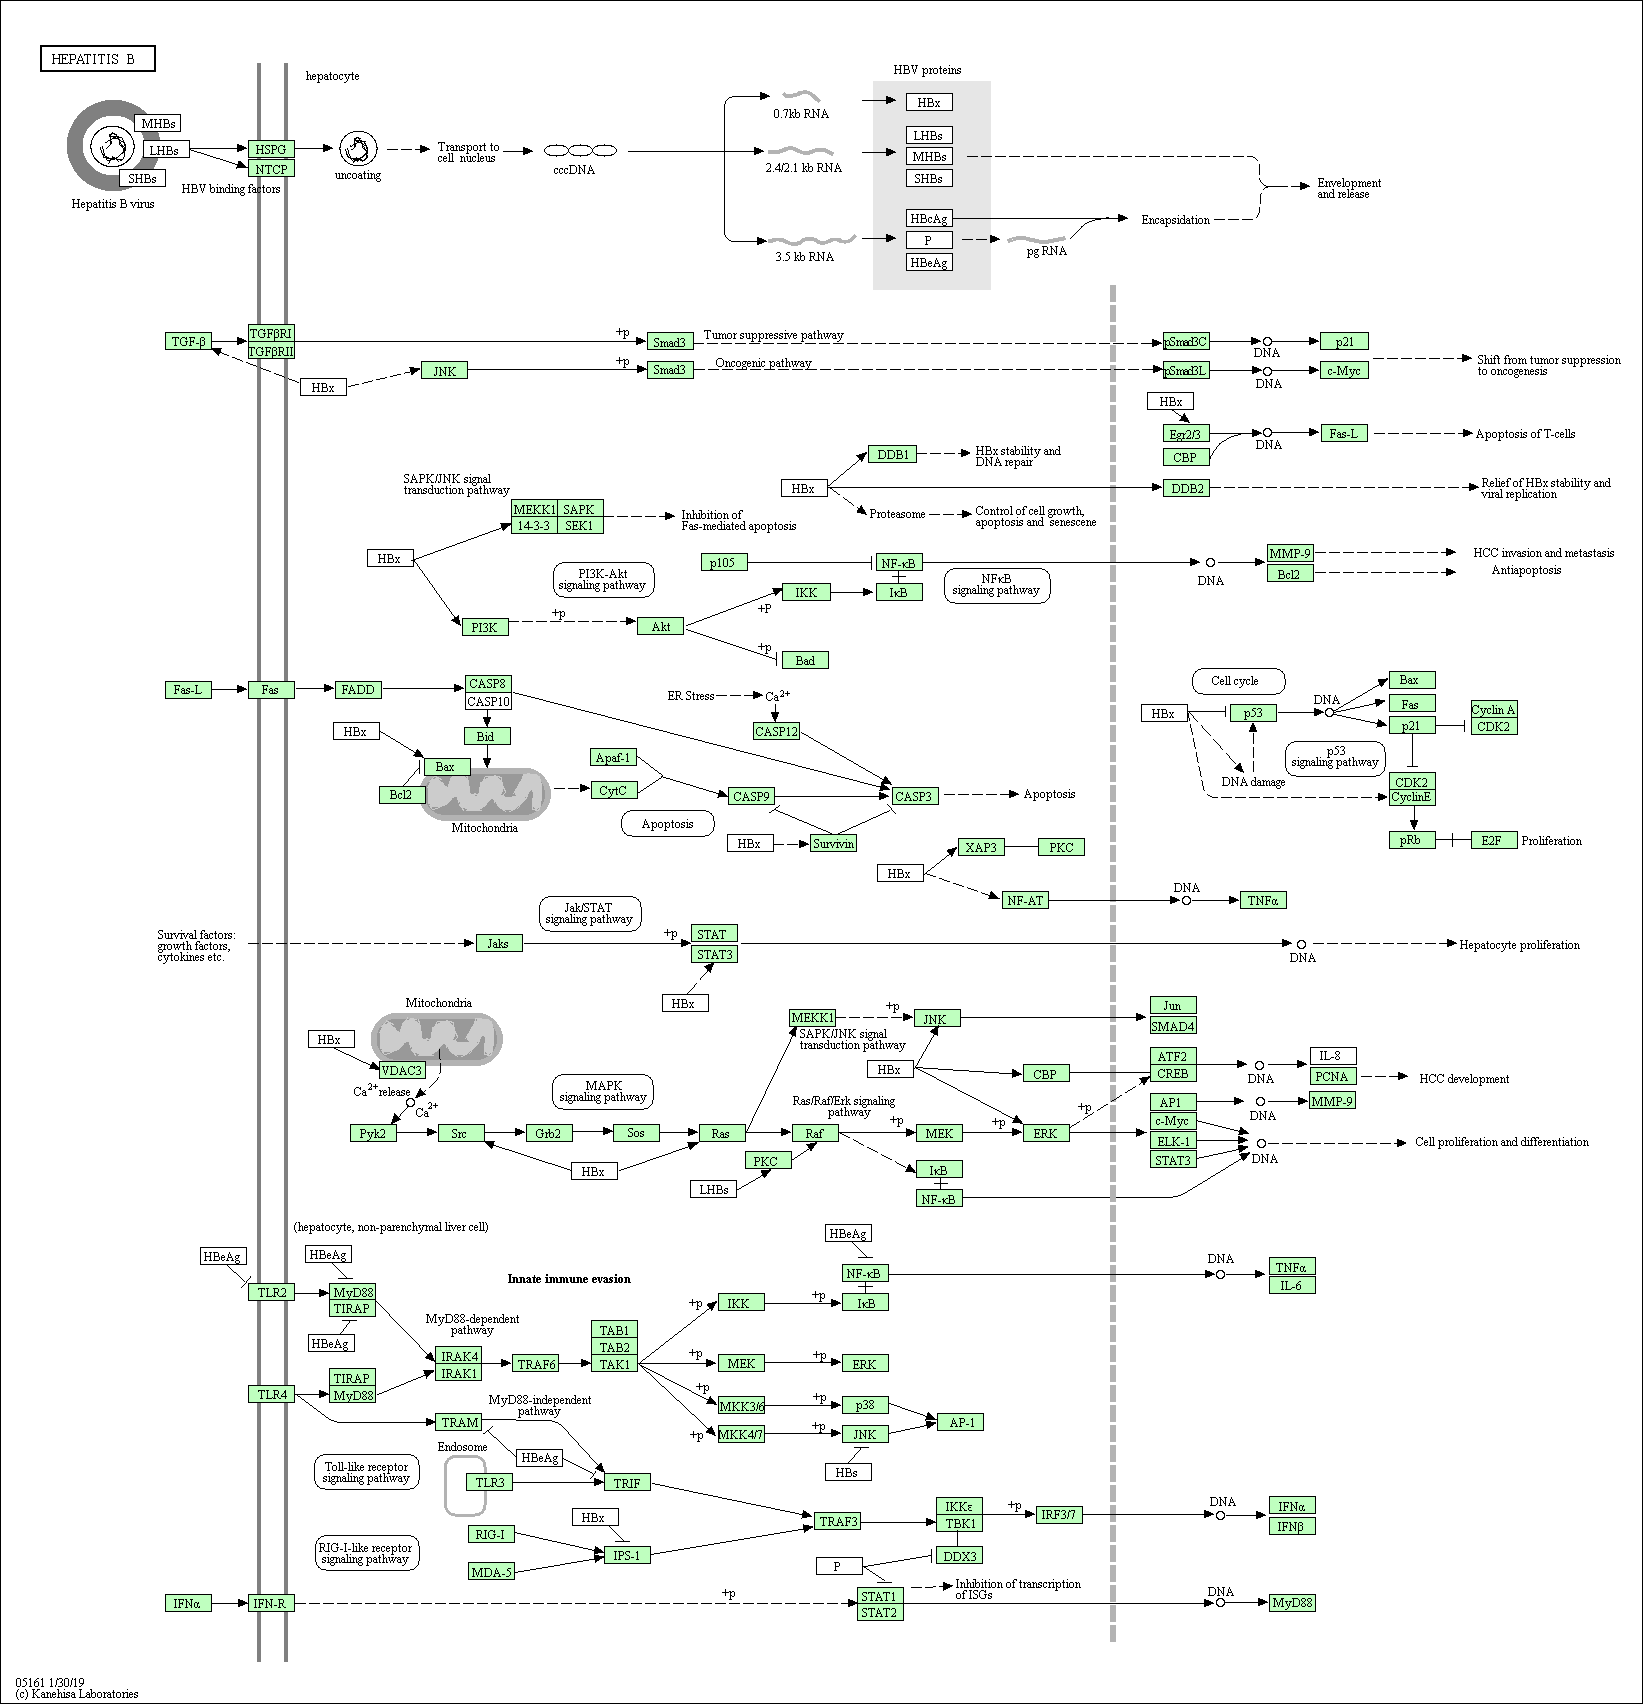 HEPATITIS B
hepatocyte
HBV proteins
MHBs
LHBs
SHBs
Hepatitis B virus
HSPG
NTCP
HBV binding factors
uncoating
Transport to
cell nucleus
cccDNA
0.7kb RNA
2.4/2.1 kb RNA
3.5 kb RNA
HBx
LHBs
MHBs
SHBs
HBcAg
P
HBeAg
pg RNA
Encapsidation
Envelopment
and release
TGF-β
TGFβRI
TGFβRII
HBx
JNK
+p
Smad3
Tumor suppressive pathway
+p
Smad3
Oncogenic pathway
pSmad3C
DNA
p21
pSmad3L
DNA
c-Myc
Shift from tumor suppression
to oncogenesis
HBx
Egr2/3
CBP
DNA
Fas-L
Apoptosis of T-cells
HBx
DDB1
HBx stability and
DNA repair
DDB2
Relief of HBx stability and
viral replication
Proteasome
Control of cell growth,
apoptosis and senescene
SAPK/JNK signal
transduction pathway
MEKK1
SAPK
14-3-3
SEK1
Inhibition of
Fas-mediated apoptosis
HBx
PI3K-Akt
signaling pathway
p105
NF-κB
IKK
IκB
NFκB
signaling pathway
DNA
MMP-9
Bcl2
HCC invasion and metastasis
Antiapoptosis
PI3K
+p
Akt
+P
+p
Bad
Fas-L
Fas
FADD
CASP8
CASP10
ER Stress
Ca2+
CASP12
HBx
Bid
Bax
Bcl2
Mitochondria
Apaf-1
CytC
CASP9
CASP3
Apoptosis
Apoptosis
HBx
Survivin
Cell cycle
HBx
p53
DNA
Bax
Fas
p21
Cyclin A
CDK2
DNA damage
p53
signaling pathway
CDK2
CyclinE
pRb
E2F
Proliferation
HBx
XAP3
PKC
NF-AT
DNA
TNFα
Jak/STAT
signaling pathway
Survival factors:
growth factors,
cytokines etc.
Jaks
+p
STAT
STAT3
HBx
DNA
Hepatocyte proliferation
Mitochondria
HBx
VDAC3
Ca2+ release
Ca2+
MAPK
signaling pathway
MEKK1
+p
JNK
SAPK/JNK signal
transduction pathway
HBx
CBP
Jun
SMAD4
ATF2
CREB
DNA
IL-8
PCNA
HCC development
Ras/Raf/Erk signaling
pathway
+p
Pyk2
Src
Grb2
Sos
Ras
Raf
+p
MEK
+p
ERK
AP1
c-Myc
ELK-1
STAT3
DNA
MMP-9
DNA
Cell proliferation and differentiation
HBx
PKC
LHBs
IκB
NF-κB
(hepatocyte, non-parenchymal liver cell)
HBeAg
HBeAg
HBeAg
TLR2
MyD88
TIRAP
HBeAg
Innate immune evasion
NF-κB
DNA
TNFα
IL-6
+p
IKK
+p
IκB
MyD88-dependent
pathway
TAB1
TAB2
TAK1
IRAK4
IRAK1
TRAF6
+p
MEK
+p
ERK
TLR4
TIRAP
MyD88
+p
MKK3/6
+p
p38
AP-1
+p
MKK4/7
+p
JNK
HBs
MyD88-independent
pathway
TRAM
Endosome
HBeAg
Toll-like receptor
signaling pathway
TLR3
TRIF
RIG-I
HBx
IPS-1
RIG-I-like receptor
signaling pathway
MDA-5
TRAF3
IKKε
TBK1
+p
IRF3/7
DNA
IFNα
IFNβ
DDX3
P
Inhibition of transcription
of ISGs
IFNα
IFN-R
+p
STAT1
STAT2
DNA
MyD88
05161 1/30/19
(c) Kanehisa Laboratories